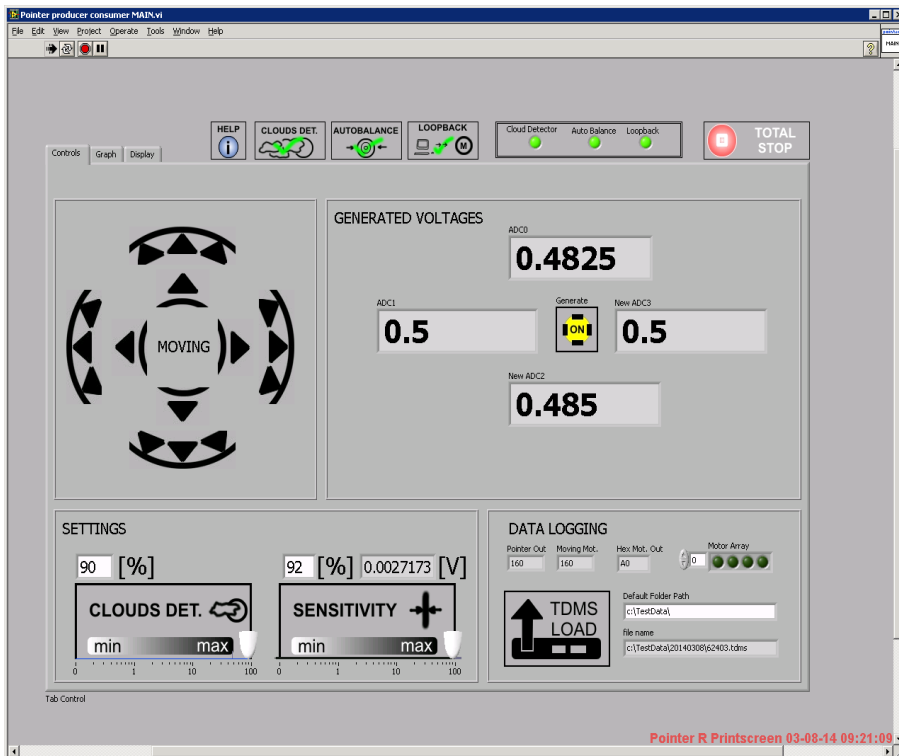 Pointer producer consumer MAIN.vi
File Edit View Project Operate Tools Window Help
MAIN
HELP
CLOUDS DET.
AUTOBALANCE
LOOPBACK
M
Cloud Detector Auto Balance Loopback
TOTAL
STOP
Controls Graph Display
MOVING
GENERATED VOLTAGES
ADC0
0.4825
ADC1
0.5
Generate
ON
New ADC3
0.5
New ADC2
0.485
SETTINGS
90 [%]
CLOUDS DET.
min max
0 1 10 100
92 [%] 0.0027173 [V]
SENSITIVITY
min max
0 1 10 100
DATA LOGGING
Pointer Out Moving Mot. Hex Mot. Out Motor Array
160 160 A0 0
TDMS
LOAD
Default Folder Path
c:\TestData\
file name
c:\TestData\20140308\62403.tdms
Tab Control
Pointer R Printscreen 03-08-14 09:21:09